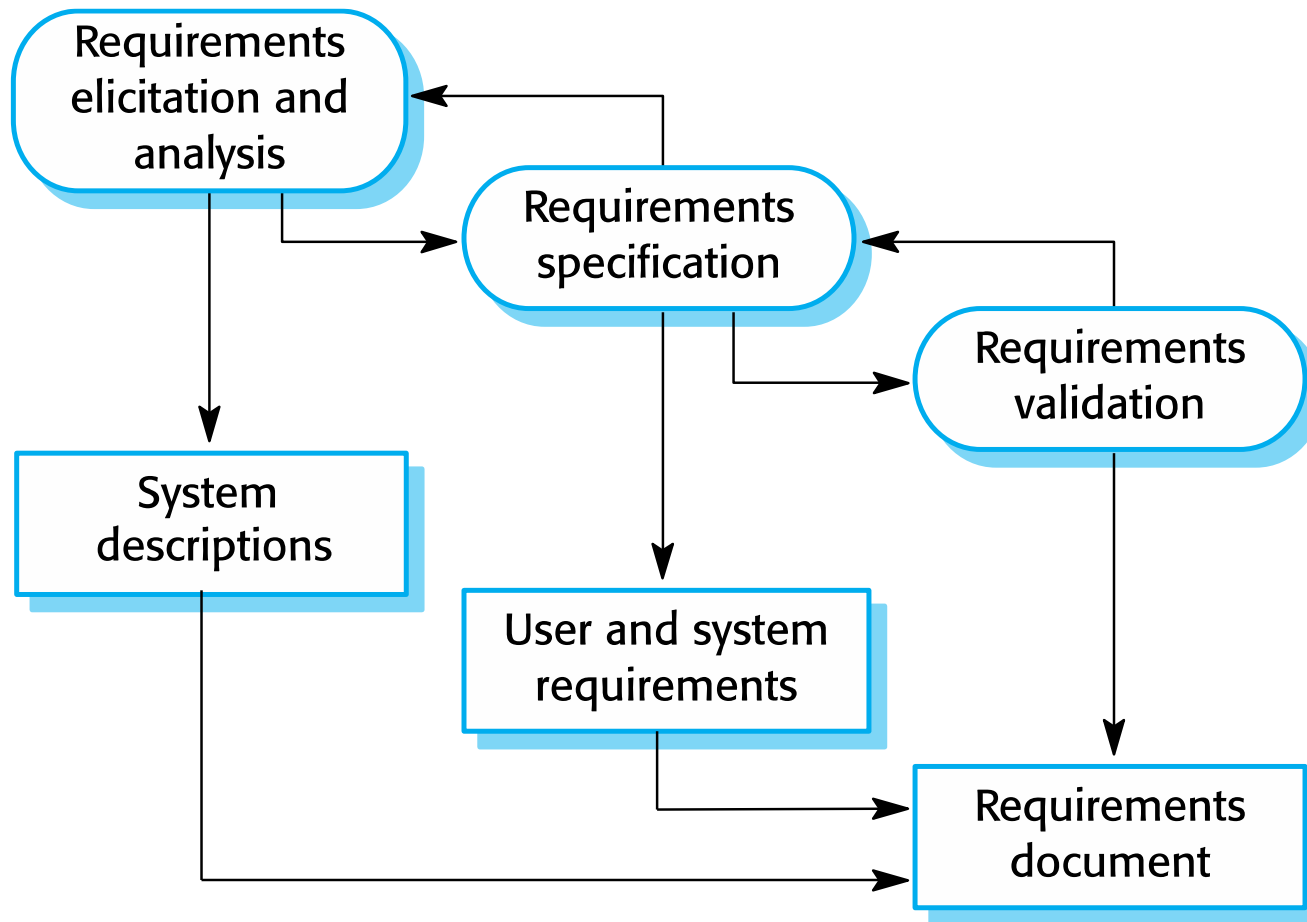 Requirements
elicitation and
analysis
Requirements
specification
Requirements
validation
System
descriptions
User and system
requirements
Requirements
document